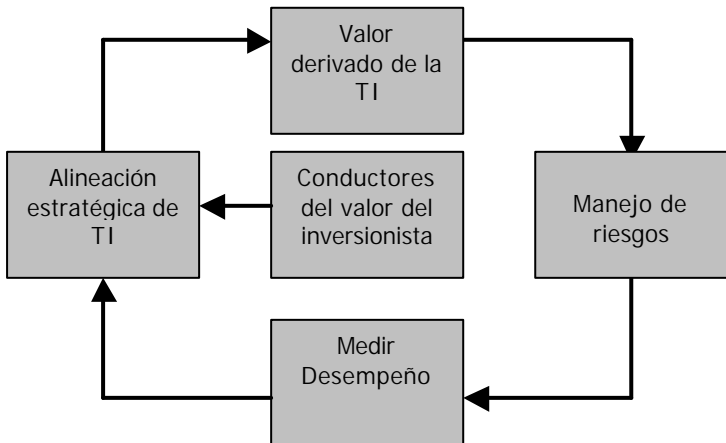 Valor
derivado de la
TI
Alineación
estratégica de
TI
Conductores
del valor del
inversionista
Manejo de
riesgos
Medir
Desempeño